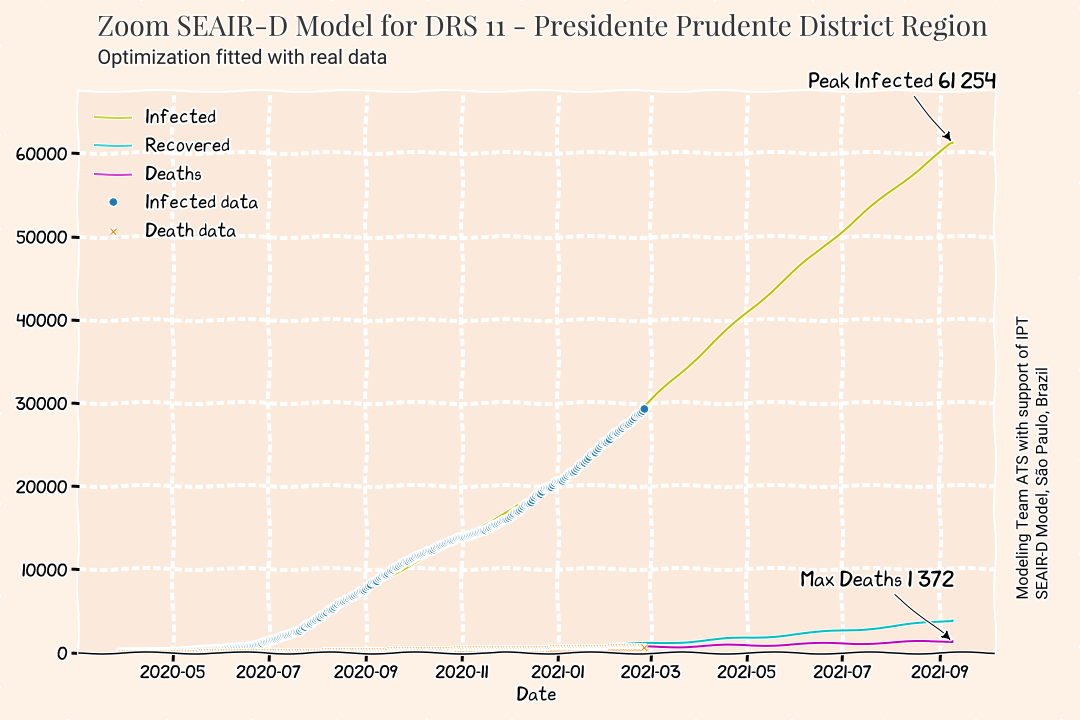 Zoom SEAIR-D Model for DRS 11 - Presidente Prudente District Region
Optimization fitted with real data
Peak Infected 61 254
Infected
Recovered
Deaths
Infected data
Death data
60000
50000
40000
30000
20000
10000
0
Max Deaths 1 372
2020-05
2020-07
2020-09
2020-11
2021-01
2021-03
2021-05
2021-07
2021-09
Date
Modeling Team ATS with support of IPT
SEAIR-D Model, São Paulo, Brazil